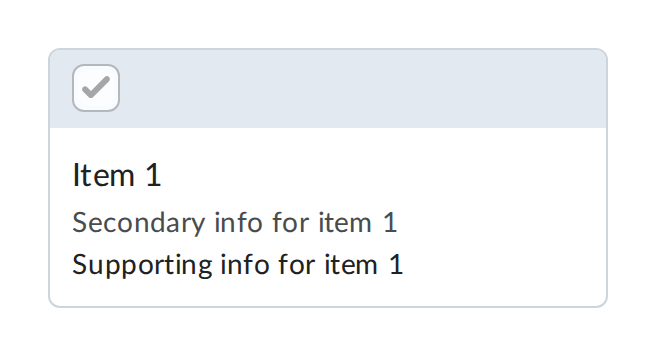 Item 1
Secondary info for item 1
Supporting info for item 1